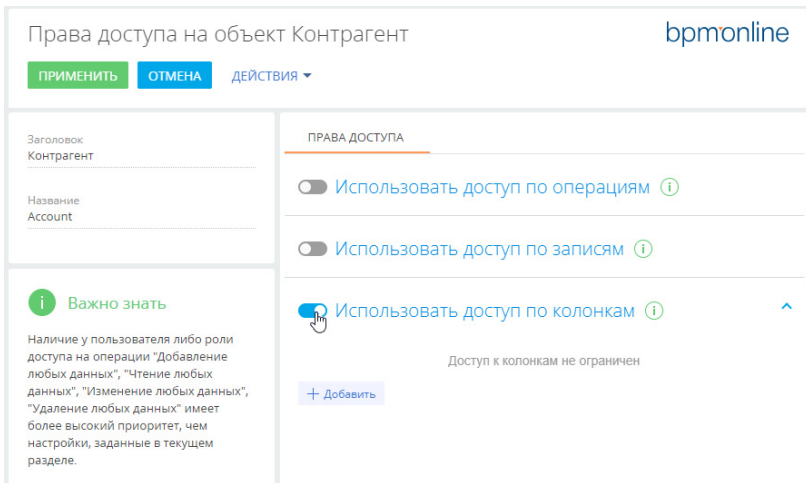 Права доступа на объект Контрагент
bpmonline
ПРИМЕНИТЬ
ОТМЕНА
ДЕЙСТВИЯ
Заголовок
Контрагент
Название
Account
i
Важно знать
Наличие у пользователя либо роли
доступа на операции "Добавление
любых данных", "Чтение любых
данных", "Изменение любых данных",
"Удаление любых данных" имеет
более высокий приоритет, чем
настройки, заданные в текущем
разделе.
ПРАВА ДОСТУПА
Использовать доступ по операциям i
Использовать доступ по записям i
Использовать доступ по колонкам i
Доступ к колонкам не ограничен
+ Добавить